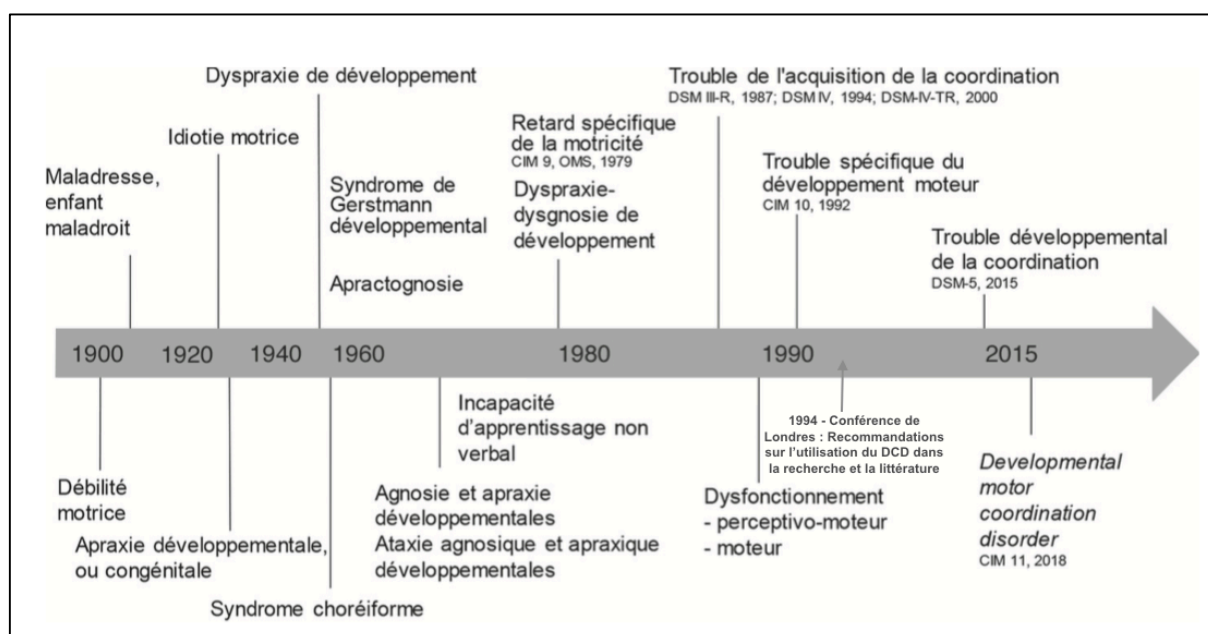 Dyspraxie de développement
Idiotie motrice
Maladresse,
enfant
maladroit
Syndrome de
Gerstmann
développemental
Apractognosie
Retard spécifique
de la motricité
CIM 9, OMS, 1979
Dyspraxie-
dysgnosie de
développement
Trouble de l'acquisition de la coordination
DSM III-R, 1987; DSM IV, 1994; DSM-IV-TR, 2000
Trouble spécifique du
développement moteur
CIM 10, 1992
Trouble développemental
de la coordination
DSM-5, 2015
1900 1920 1940 1960 1980 1990 2015
Débilité
motrice
Apraxie développementale,
ou congénitale
Syndrome choréiforme
Incapacité
d'apprentissage non
verbal
Agnosie et apraxie
développementales
Ataxie agnosique et apraxique
développementales
Dysfonctionnement
- perceptivo-moteur
- moteur
1994 - Conférence de
Londres : Recommandations
sur l'utilisation du DCD dans
la recherche et la littérature
Developmental
motor
coordination
disorder
CIM 11, 2018